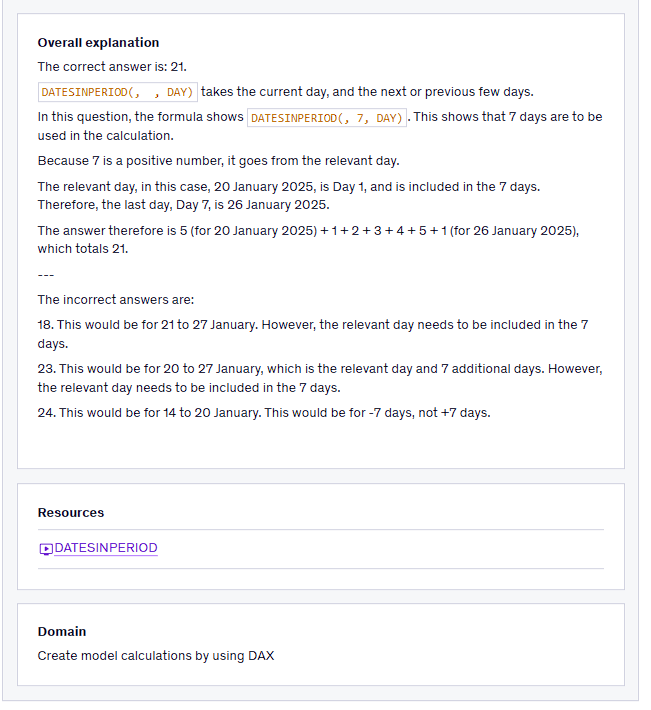 Overall explanation
The correct answer is: 21.
DATESINPERIOD(,  , DAY) takes the current day, and the next or previous few days.
In this question, the formula shows DATESINPERIOD(, 7, DAY). This shows that 7 days are to be
used in the calculation.
Because 7 is a positive number, it goes from the relevant day.
The relevant day, in this case, 20 January 2025, is Day 1, and is included in the 7 days.
Therefore, the last day, Day 7, is 26 January 2025.
The answer therefore is 5 (for 20 January 2025) + 1 + 2 + 3 + 4 + 5 + 1 (for 26 January 2025),
which totals 21.
---
The incorrect answers are:
18. This would be for 21 to 27 January. However, the relevant day needs to be included in the 7
days.
23. This would be for 20 to 27 January, which is the relevant day and 7 additional days. However,
the relevant day needs to be included in the 7 days.
24. This would be for 14 to 20 January. This would be for -7 days, not +7 days.
Resources
DATESINPERIOD
Domain
Create model calculations by using DAX